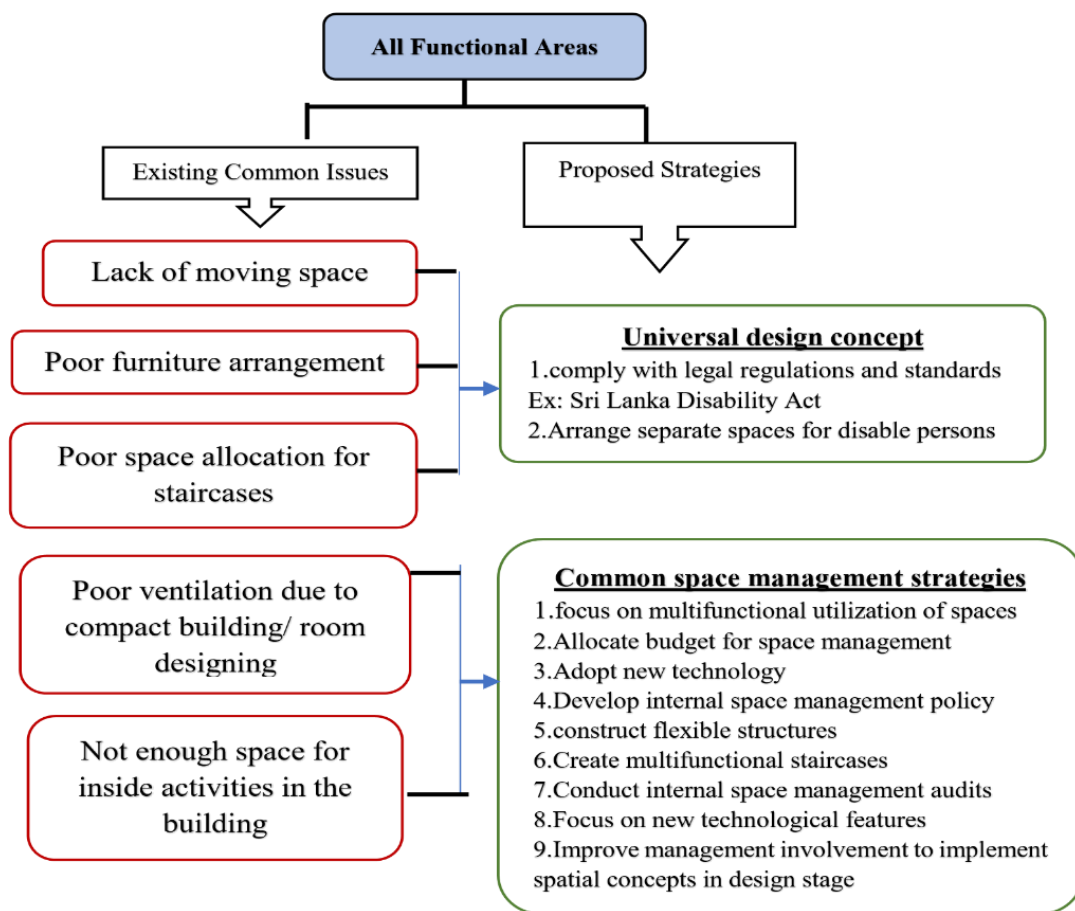 All Functional Areas
Existing Common Issues
Proposed Strategies
Lack of moving space
Poor furniture arrangement
Poor space allocation for
staircases
Poor ventilation due to
compact building/ room
designing
Not enough space for
inside activities in the
building
Universal design concept
1.comply with legal regulations and standards
Ex: Sri Lanka Disability Act
2.Arrange separate spaces for disable persons
Common space management strategies
1.focus on multifunctional utilization of spaces
2.Allocate budget for space management
3.Adopt new technology
4.Develop internal space management policy
5.construct flexible structures
6.Create multifunctional staircases
7.Conduct internal space management audits
8.Focus on new technological features
9.Improve management involvement to implement
spatial concepts in design stage